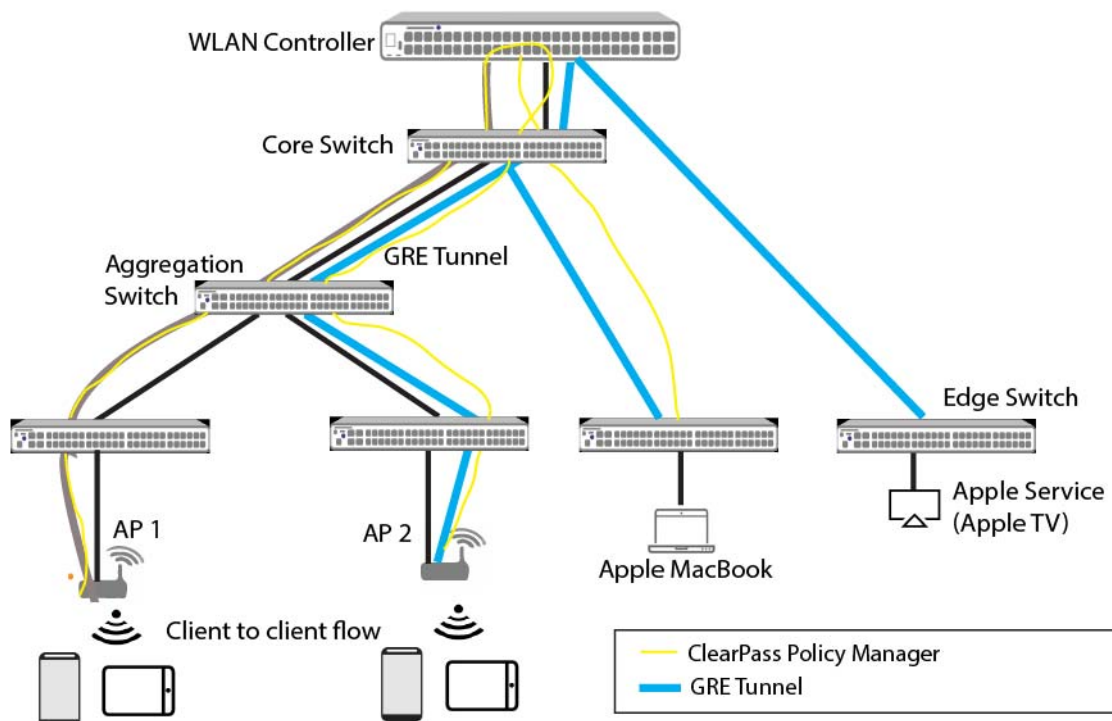 WLAN Controller
Core Switch
Aggregation
Switch
GRE Tunnel
Edge Switch
AP 1
AP 2
Apple MacBook
Apple Service
(Apple TV)
Client to client flow
ClearPass Policy Manager
GRE Tunnel